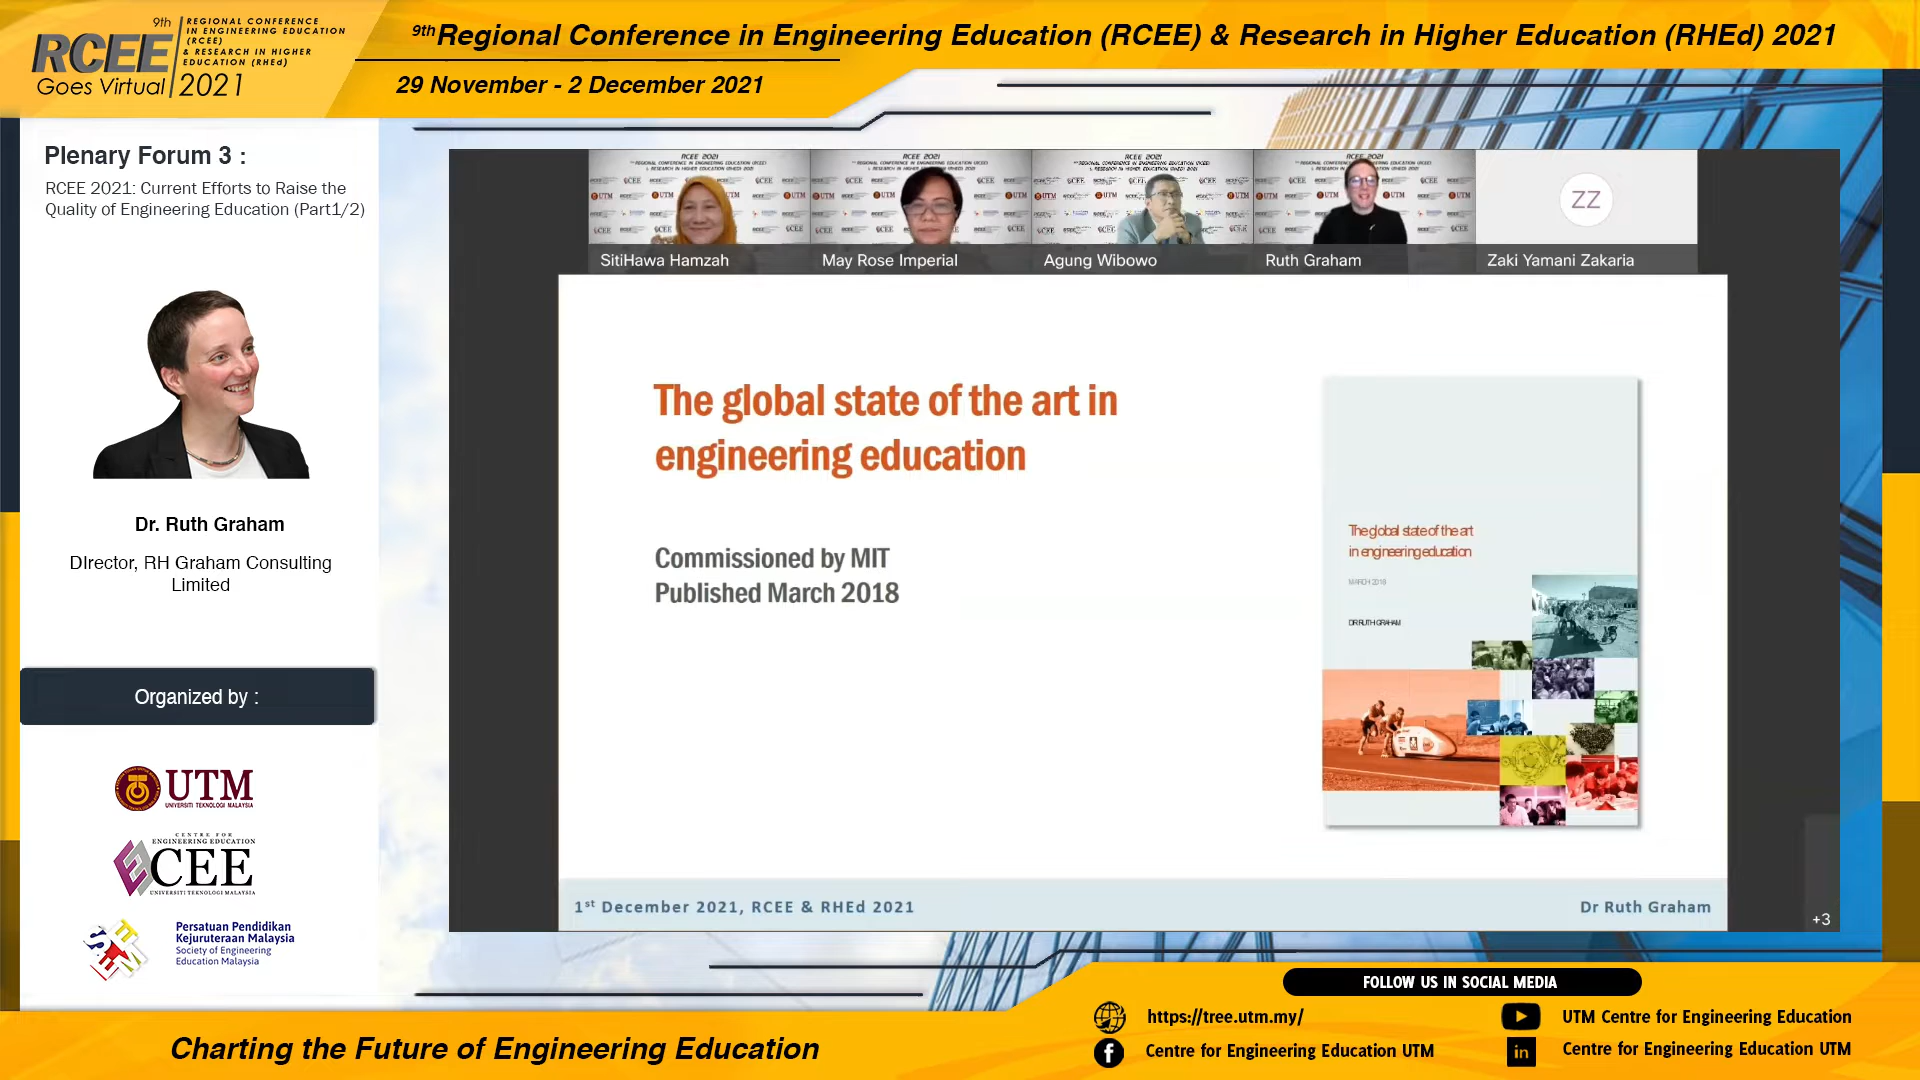 9th
RCEE
Goes Virtual
REGIONAL CONFERENCE
IN ENGINEERING EDUCATION
(RCEE)
& RESEARCH IN HIGHER
EDUCATION (RHEd)
2021
9thRegional Conference in Engineering Education (RCEE) & Research in Higher Education (RHEd) 2021
29 November - 2 December 2021
Plenary Forum 3 :
RCEE 2021: Current Efforts to Raise the
Quality of Engineering Education (Part1/2)
Dr. Ruth Graham
DIrector, RH Graham Consulting
Limited
Organized by :
UTM
UNIVERSITI TEKNOLOGI MALAYSIA
CENTRE FOR
ENGINEERING EDUCATION
CEE
UNIVERSITI TEKNOLOGI MALAYSIA
Persatuan Pendidikan
Kejuruteraan Malaysia
Society of Engineering
Education Malaysia
SitiHawa Hamzah
May Rose Imperial
Agung Wibowo
Ruth Graham
ZZ
Zaki Yamani Zakaria
The global state of the art in
engineering education
Commissioned by MIT
Published March 2018
The global state of the art
in engineering education
MARCH 2018
DR RUTH GRAHAM
1st December 2021, RCEE & RHEd 2021
Dr Ruth Graham
+3
Charting the Future of Engineering Education
FOLLOW US IN SOCIAL MEDIA
https://tree.utm.my/
UTM Centre for Engineering Education
Centre for Engineering Education UTM
Centre for Engineering Education UTM